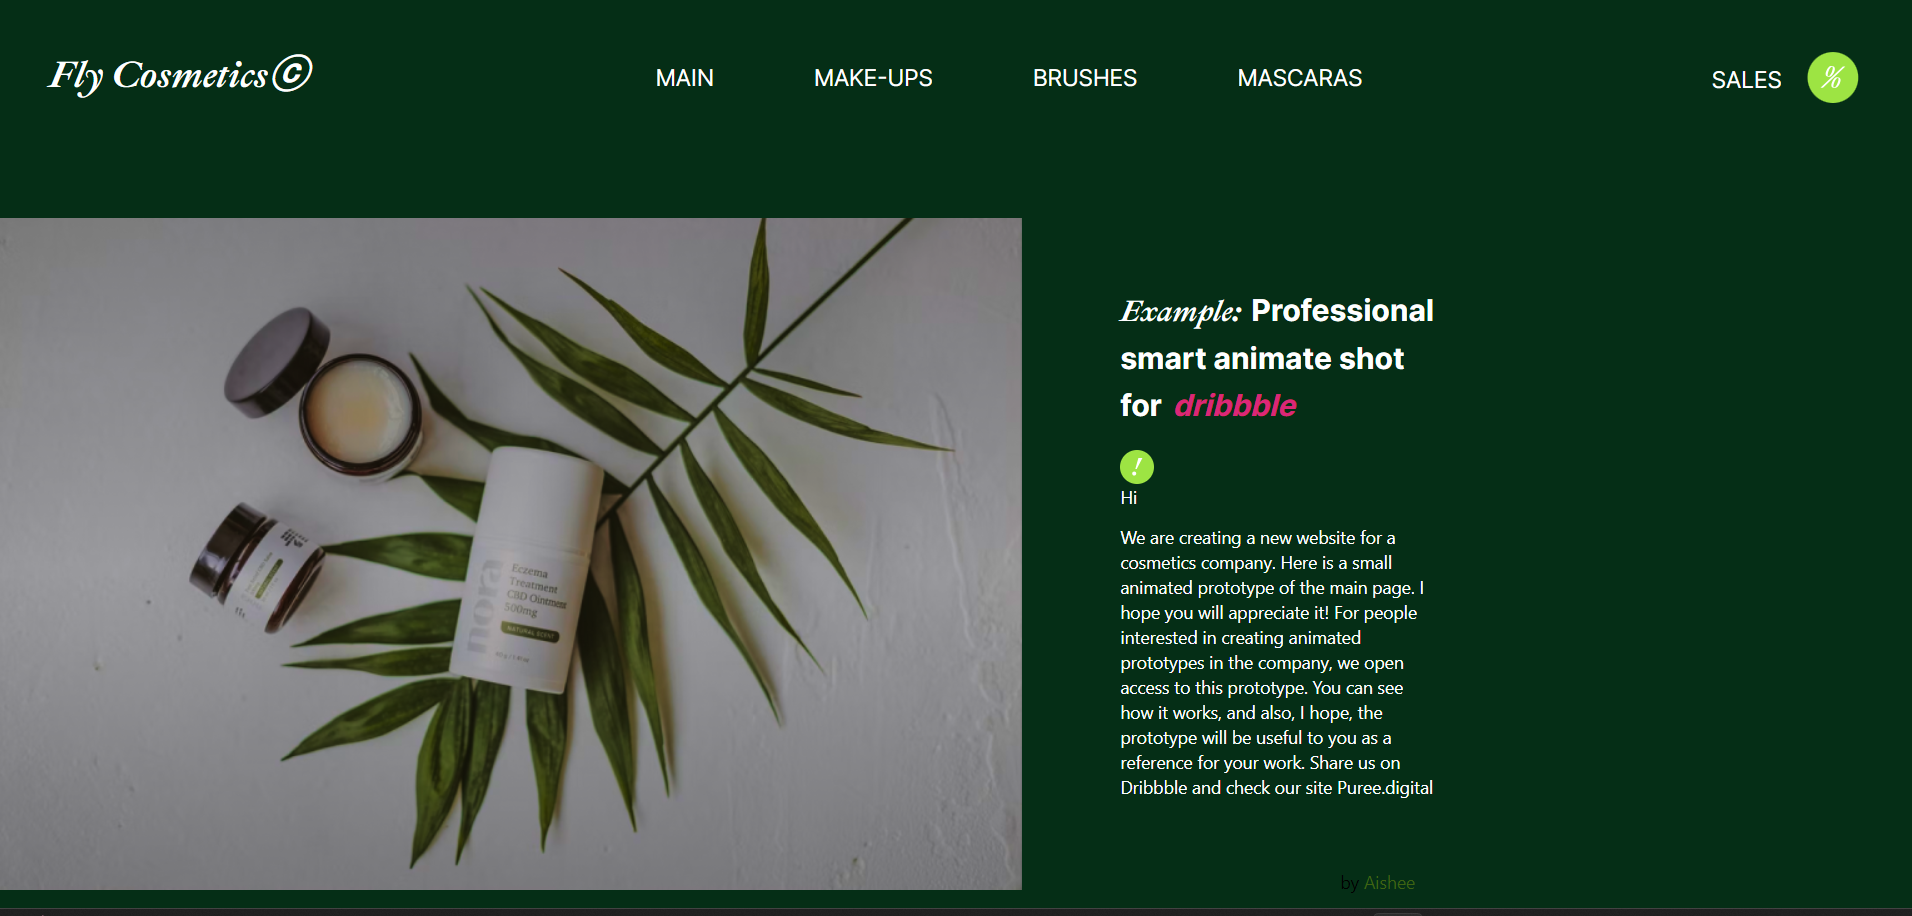 Fly Cosmetics©
MAIN MAKE-UPS BRUSHES MASCARAS
SALES %
nora
Eczema
Treatment
CBD Ointment
500mg
NATURAL SCENT
Example: Professional
smart animate shot
for dribbble
!
Hi
We are creating a new website for a
cosmetics company. Here is a small
animated prototype of the main page. I
hope you will appreciate it! For people
interested in creating animated
prototypes in the company, we open
access to this prototype. You can see
how it works, and also, I hope, the
prototype will be useful to you as a
reference for your work. Share us on
Dribbble and check our site Puree.digital
by Aishee